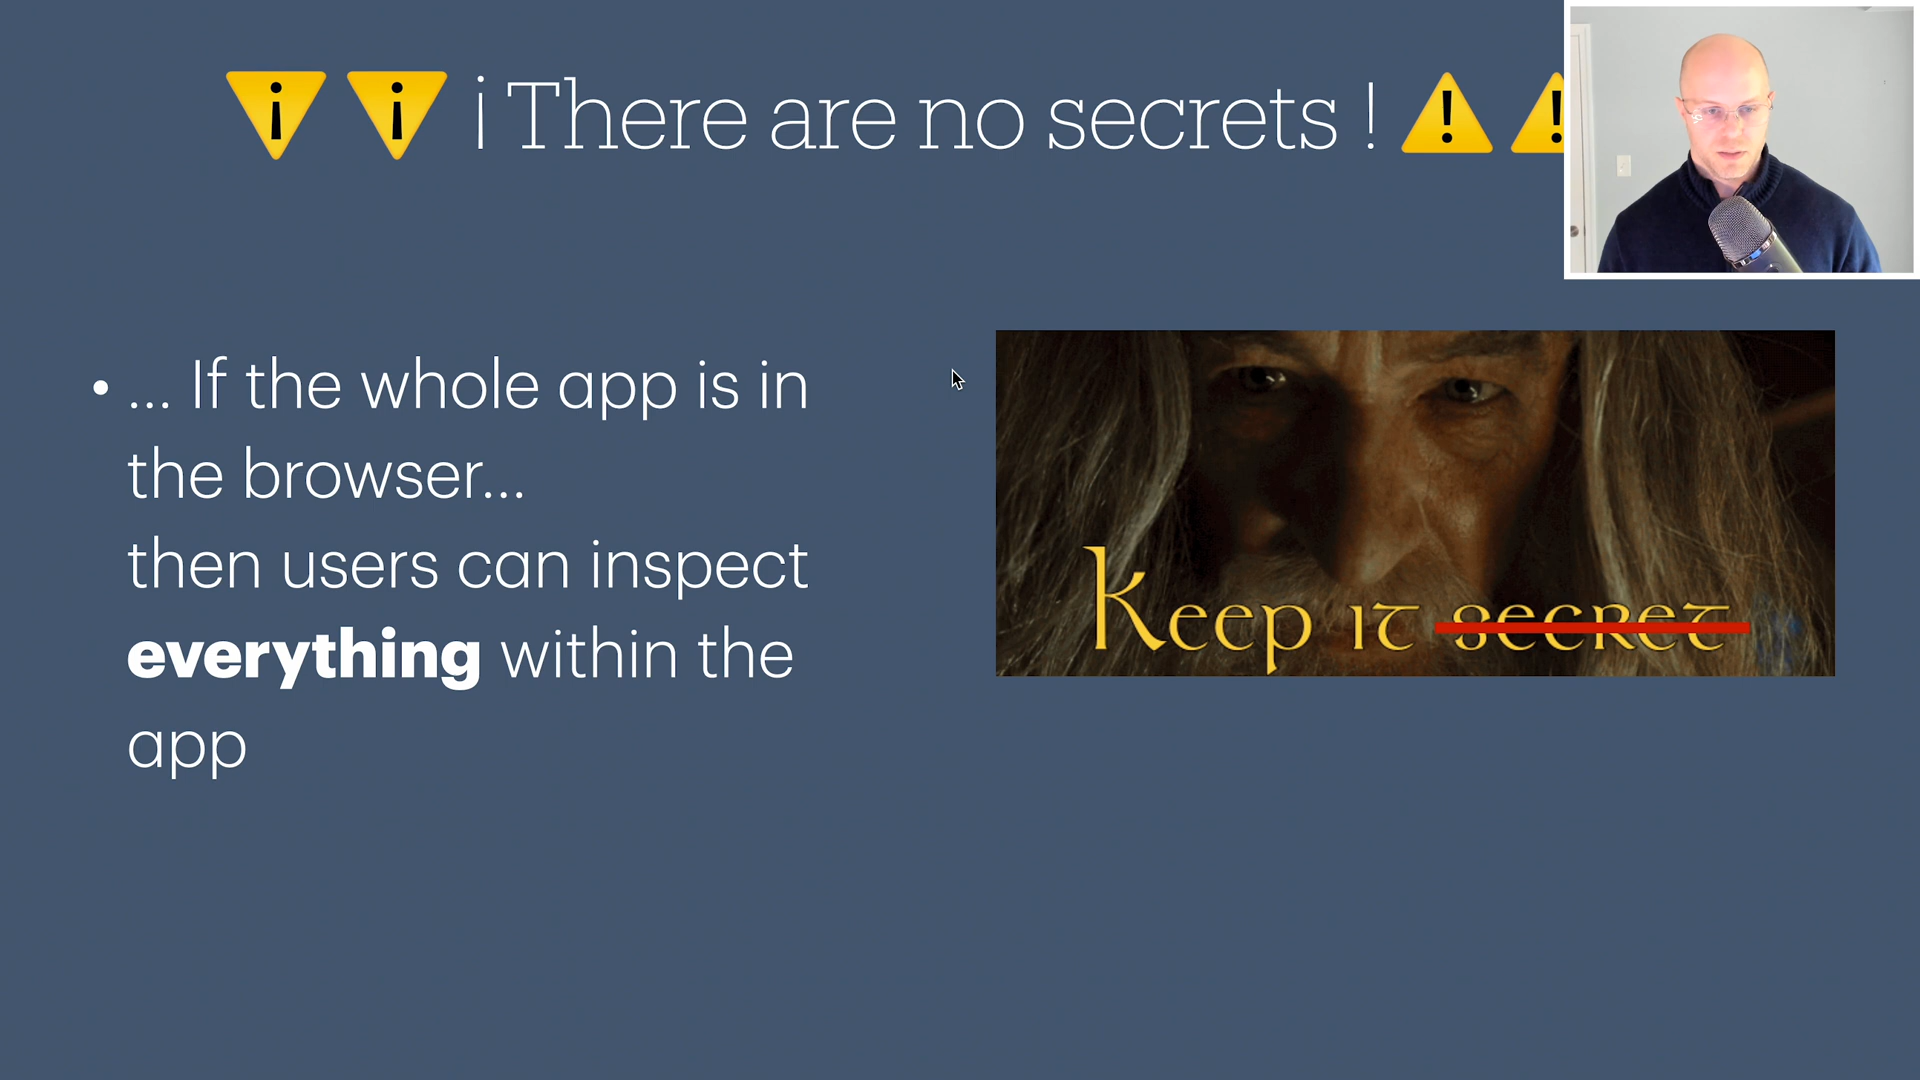 ¡ There are no secrets !
• ... If the whole app is in
the browser...
then users can inspect
everything within the
app
Keep it secret